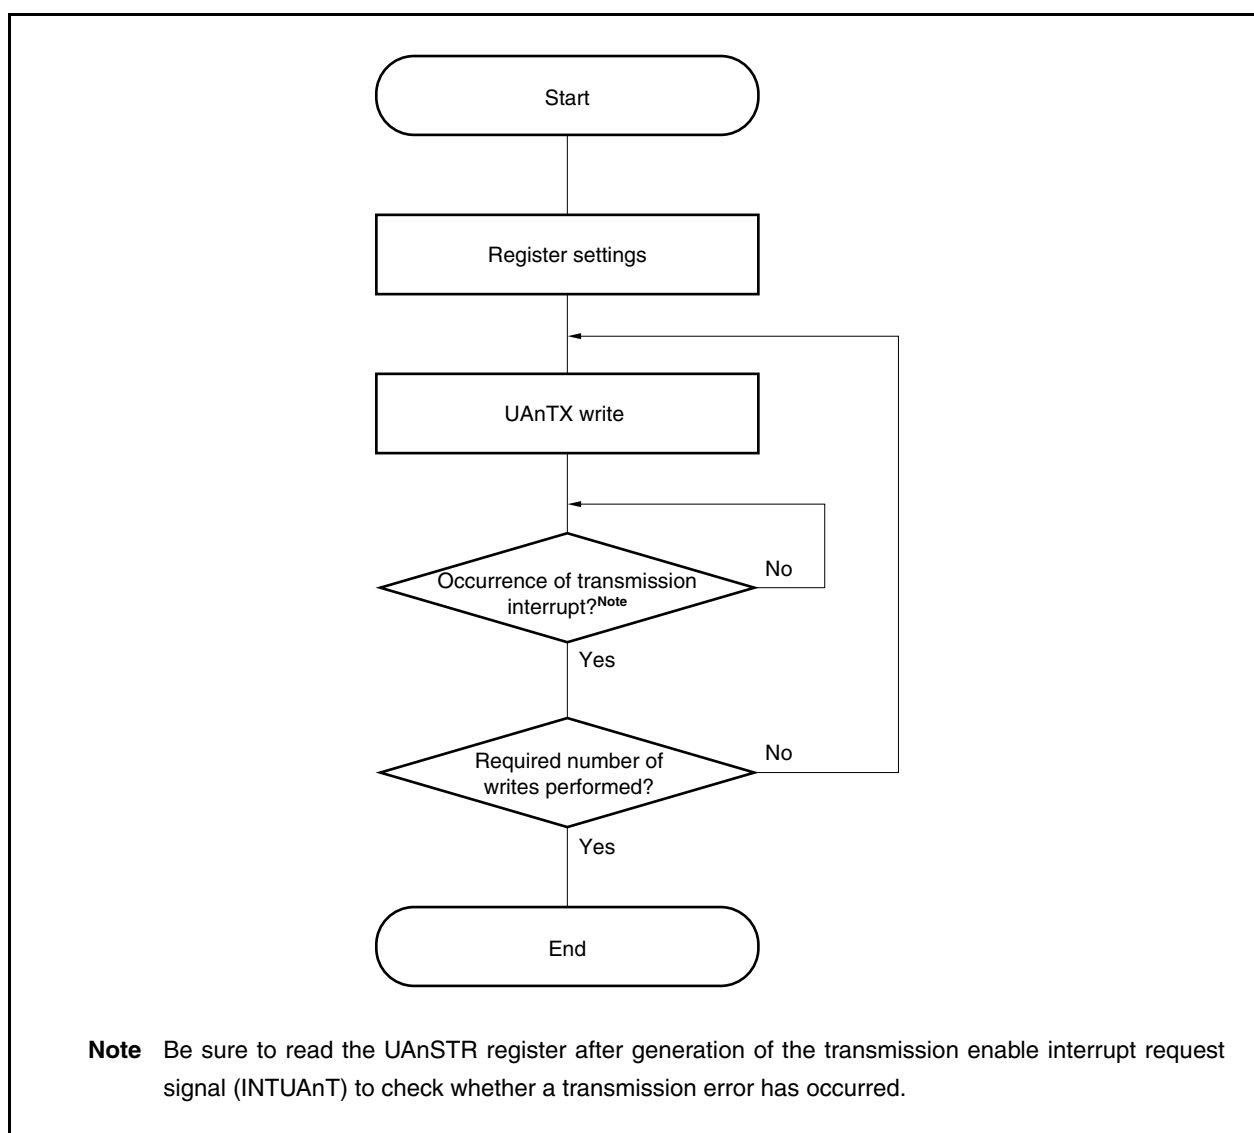 Start
Register settings
UAnTX write
Occurrence of transmission
interrupt?Note
No
Yes
Required number of
writes performed?
No
Yes
End
Note Be sure to read the UAnSTR register after generation of the transmission enable interrupt request
signal (INTUAnT) to check whether a transmission error has occurred.